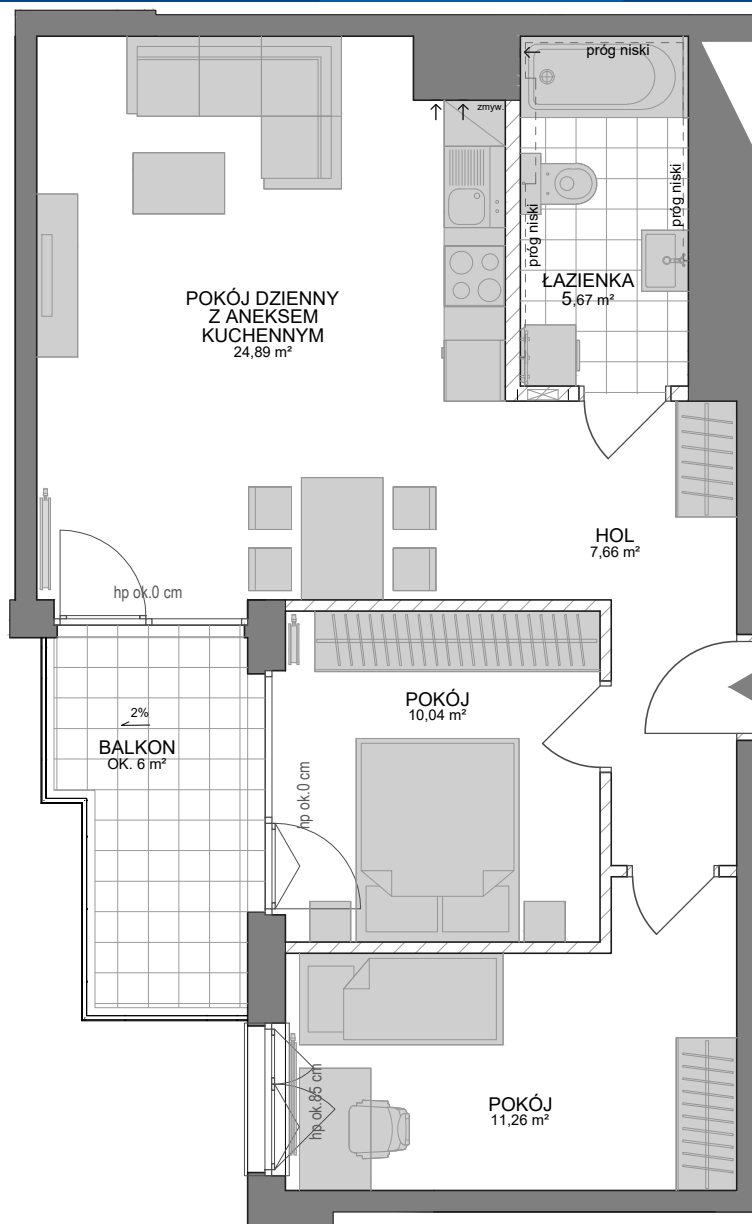 próg niski
zmyw.
próg niski
próg niski
ŁAZIENKA
5,67 m²
POKÓJ DZIENNY
Z ANEKSEM
KUCHENNYM
24,89 m²
HOL
7,66 m²
hp ok.0 cm
POKÓJ
10,04 m²
2%
BALKON
OK. 6 m²
hp ok.0 cm
hp ok.85 cm
POKÓJ
11,26 m²